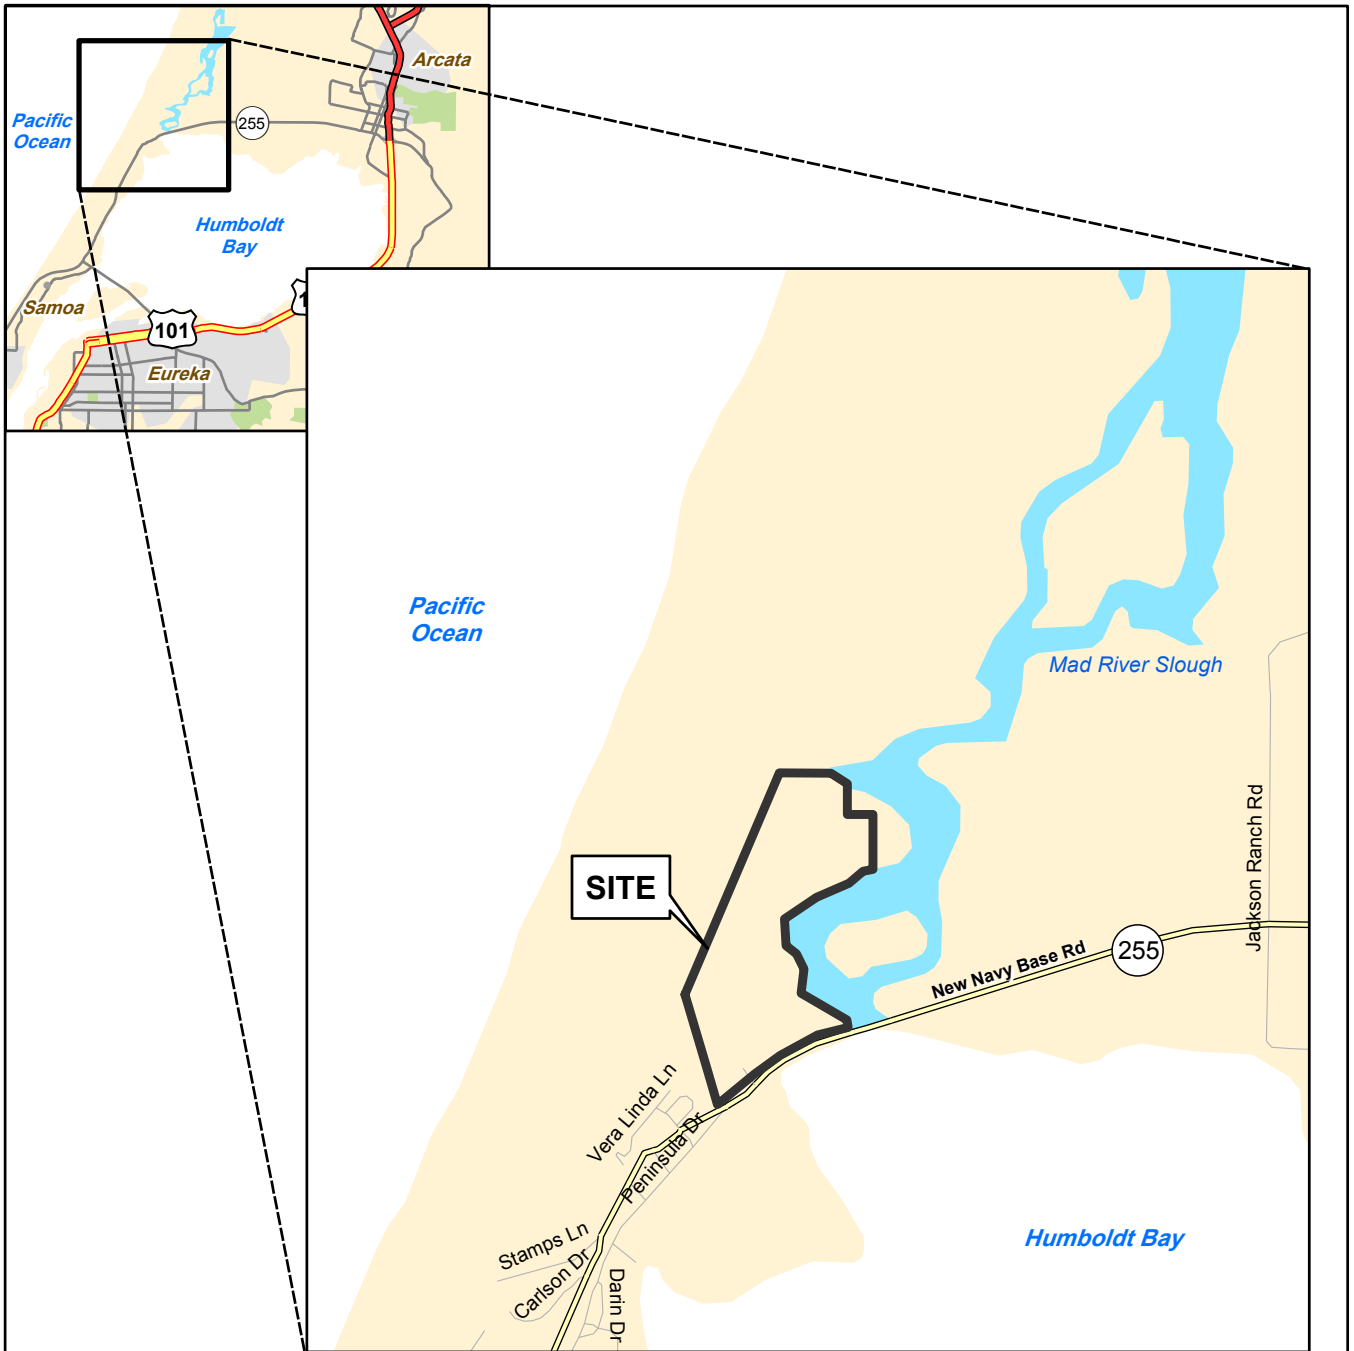 Arcata
Pacific
Ocean
255
Humboldt
Bay
Samoa
101
1
Eureka
Pacific
Ocean
Mad River Slough
Jackson Ranch Rd
SITE
New Navy Base Rd
255
Vera Linda Ln
Peninsula Dr
Stamps Ln
Carlson Dr
Darin Dr
Humboldt Bay